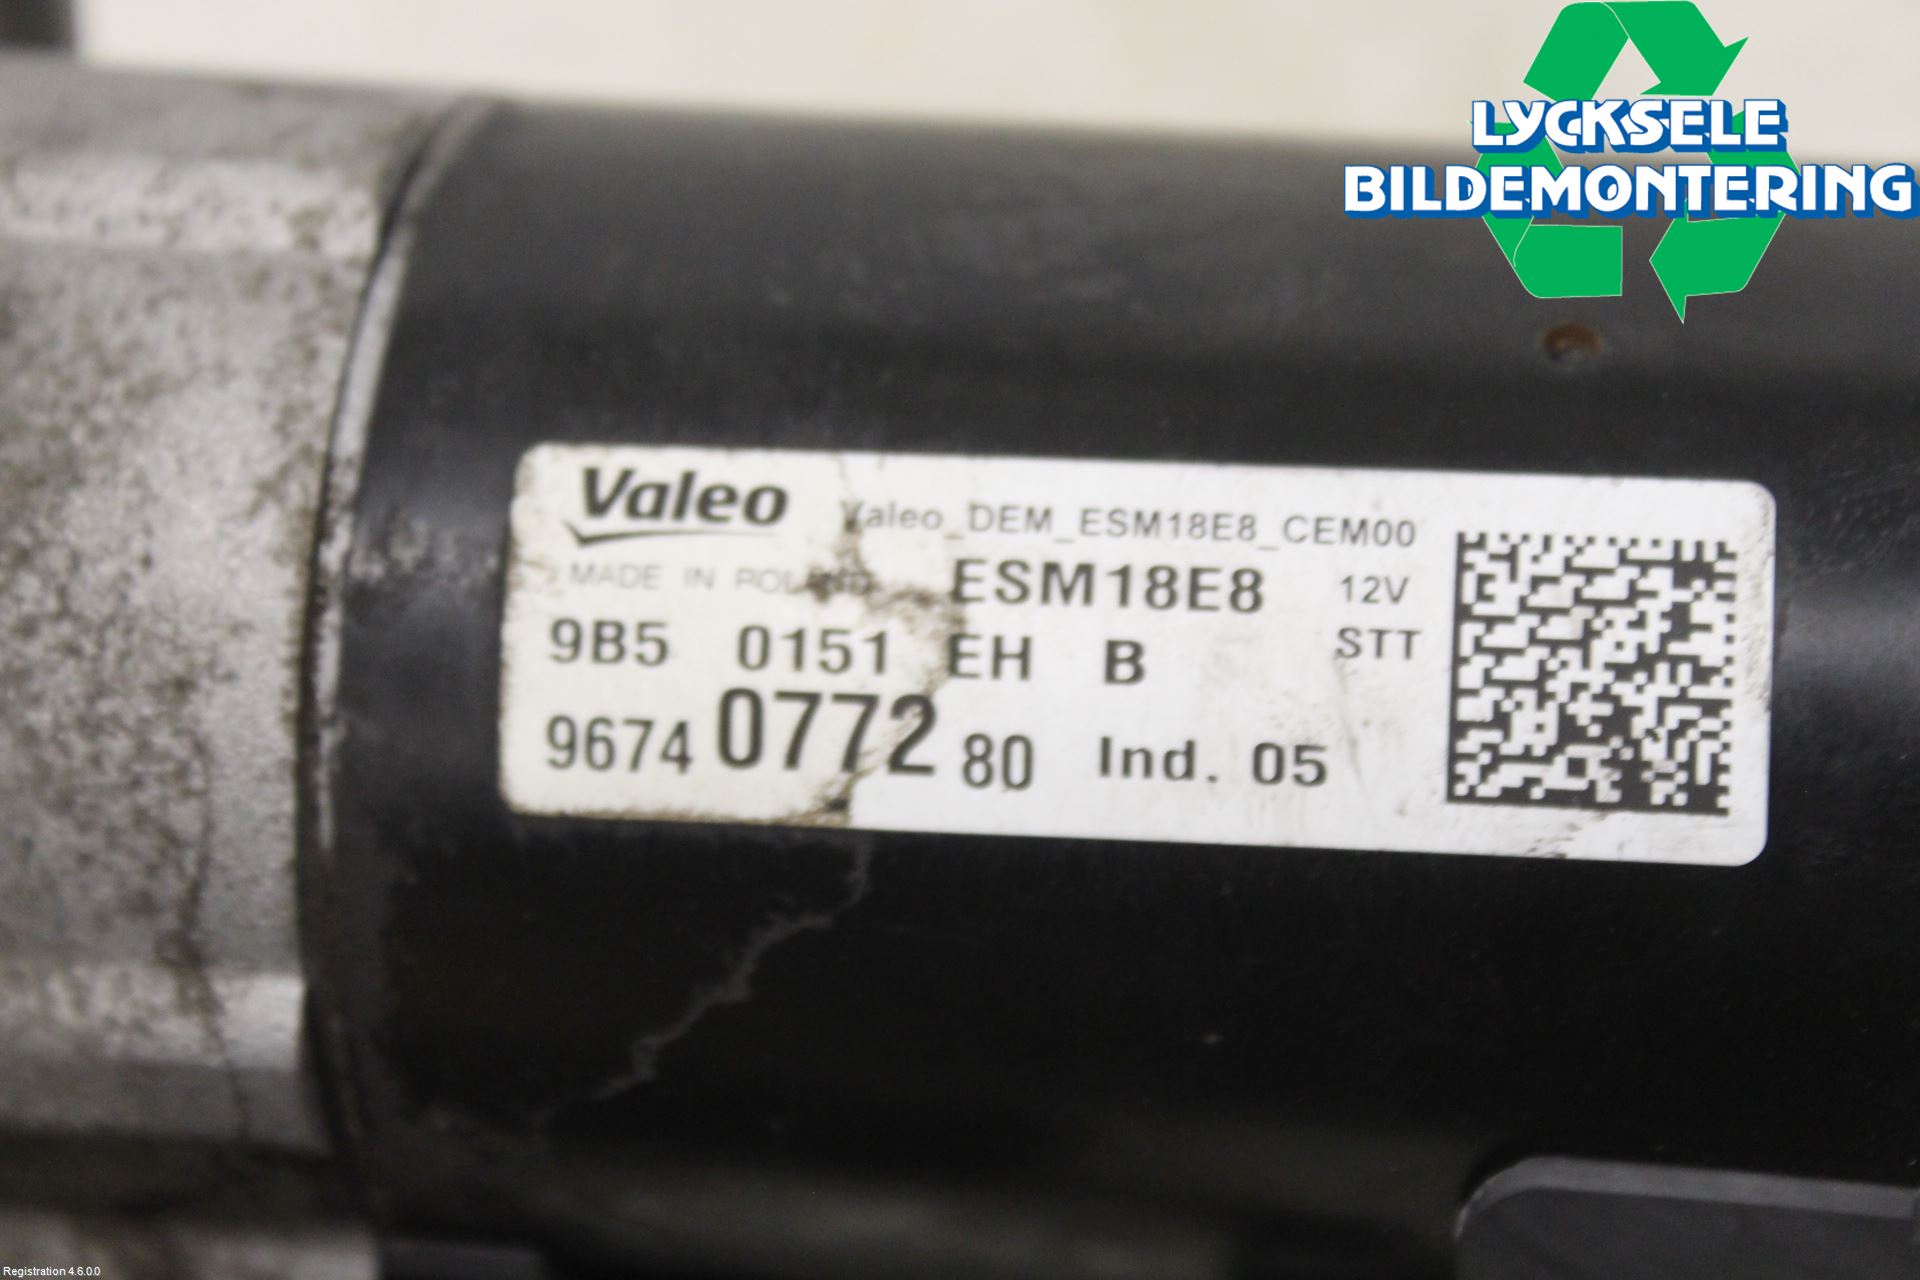 LYCKSELE
BILDEMONTERING
Valeo
Valeo_DEM_ESM18E8_CEM00
MADE IN POLAND
ESM18E8 12V
9B5 0151 EH B STT
9674 0772 80 Ind. 05
Registration 4.6.0.0